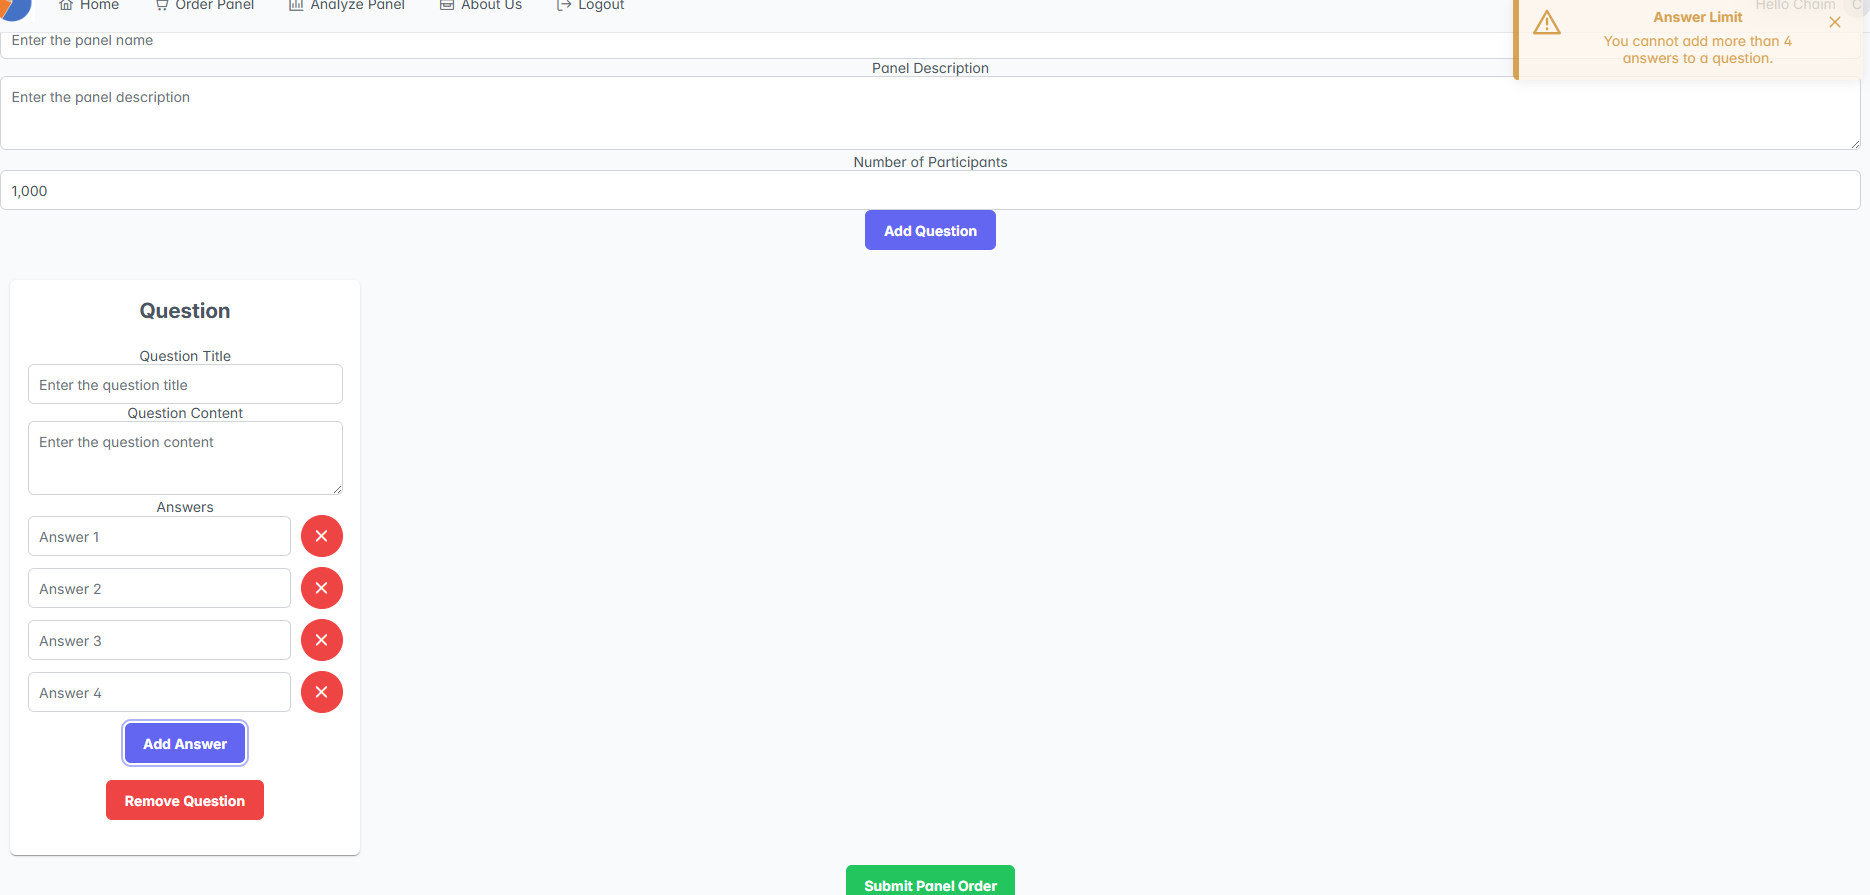 Home
Order Panel
Analyze Panel
About Us
Logout
Hello Chaim
C
Answer Limit
You cannot add more than 4
answers to a question.
Enter the panel name
Panel Description
Enter the panel description
Number of Participants
1,000
Add Question
Question
Question Title
Enter the question title
Question Content
Enter the question content
Answers
Answer 1
Answer 2
Answer 3
Answer 4
Add Answer
Remove Question
Submit Panel Order